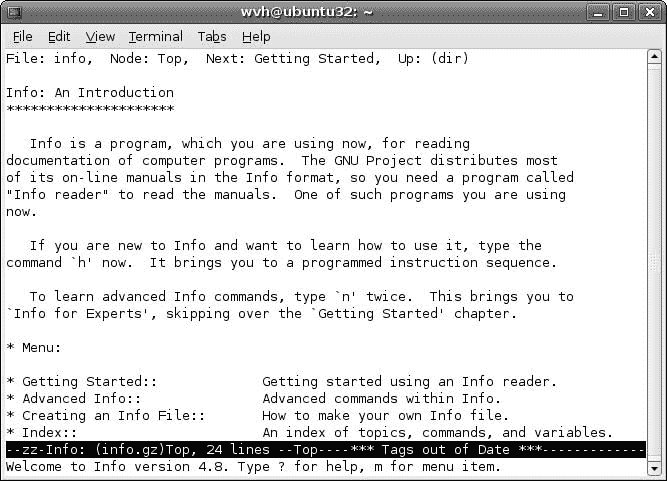 wvh@ubuntu32: ~
File Edit View Terminal Tabs Help
File: info,  Node: Top,  Next: Getting Started,  Up: (dir)
Info: An Introduction
*********************
Info is a program, which you are using now, for reading
documentation of computer programs.  The GNU Project distributes most
of its on-line manuals in the Info format, so you need a program called
"Info reader" to read the manuals.  One of such programs you are using
now.
If you are new to Info and want to learn how to use it, type the
command `h' now.  It brings you to a programmed instruction sequence.
To learn advanced Info commands, type `n' twice.  This brings you to
`Info for Experts', skipping over the `Getting Started' chapter.
* Menu:
* Getting Started::             Getting started using an Info reader.
* Advanced Info::               Advanced commands within Info.
* Creating an Info File::       How to make your own Info file.
* Index::                       An index of topics, commands, and variables.
--zz-Info: (info.gz)Top, 24 lines --Top----*** Tags out of Date ***-------------
Welcome to Info version 4.8. Type ? for help, m for menu item.